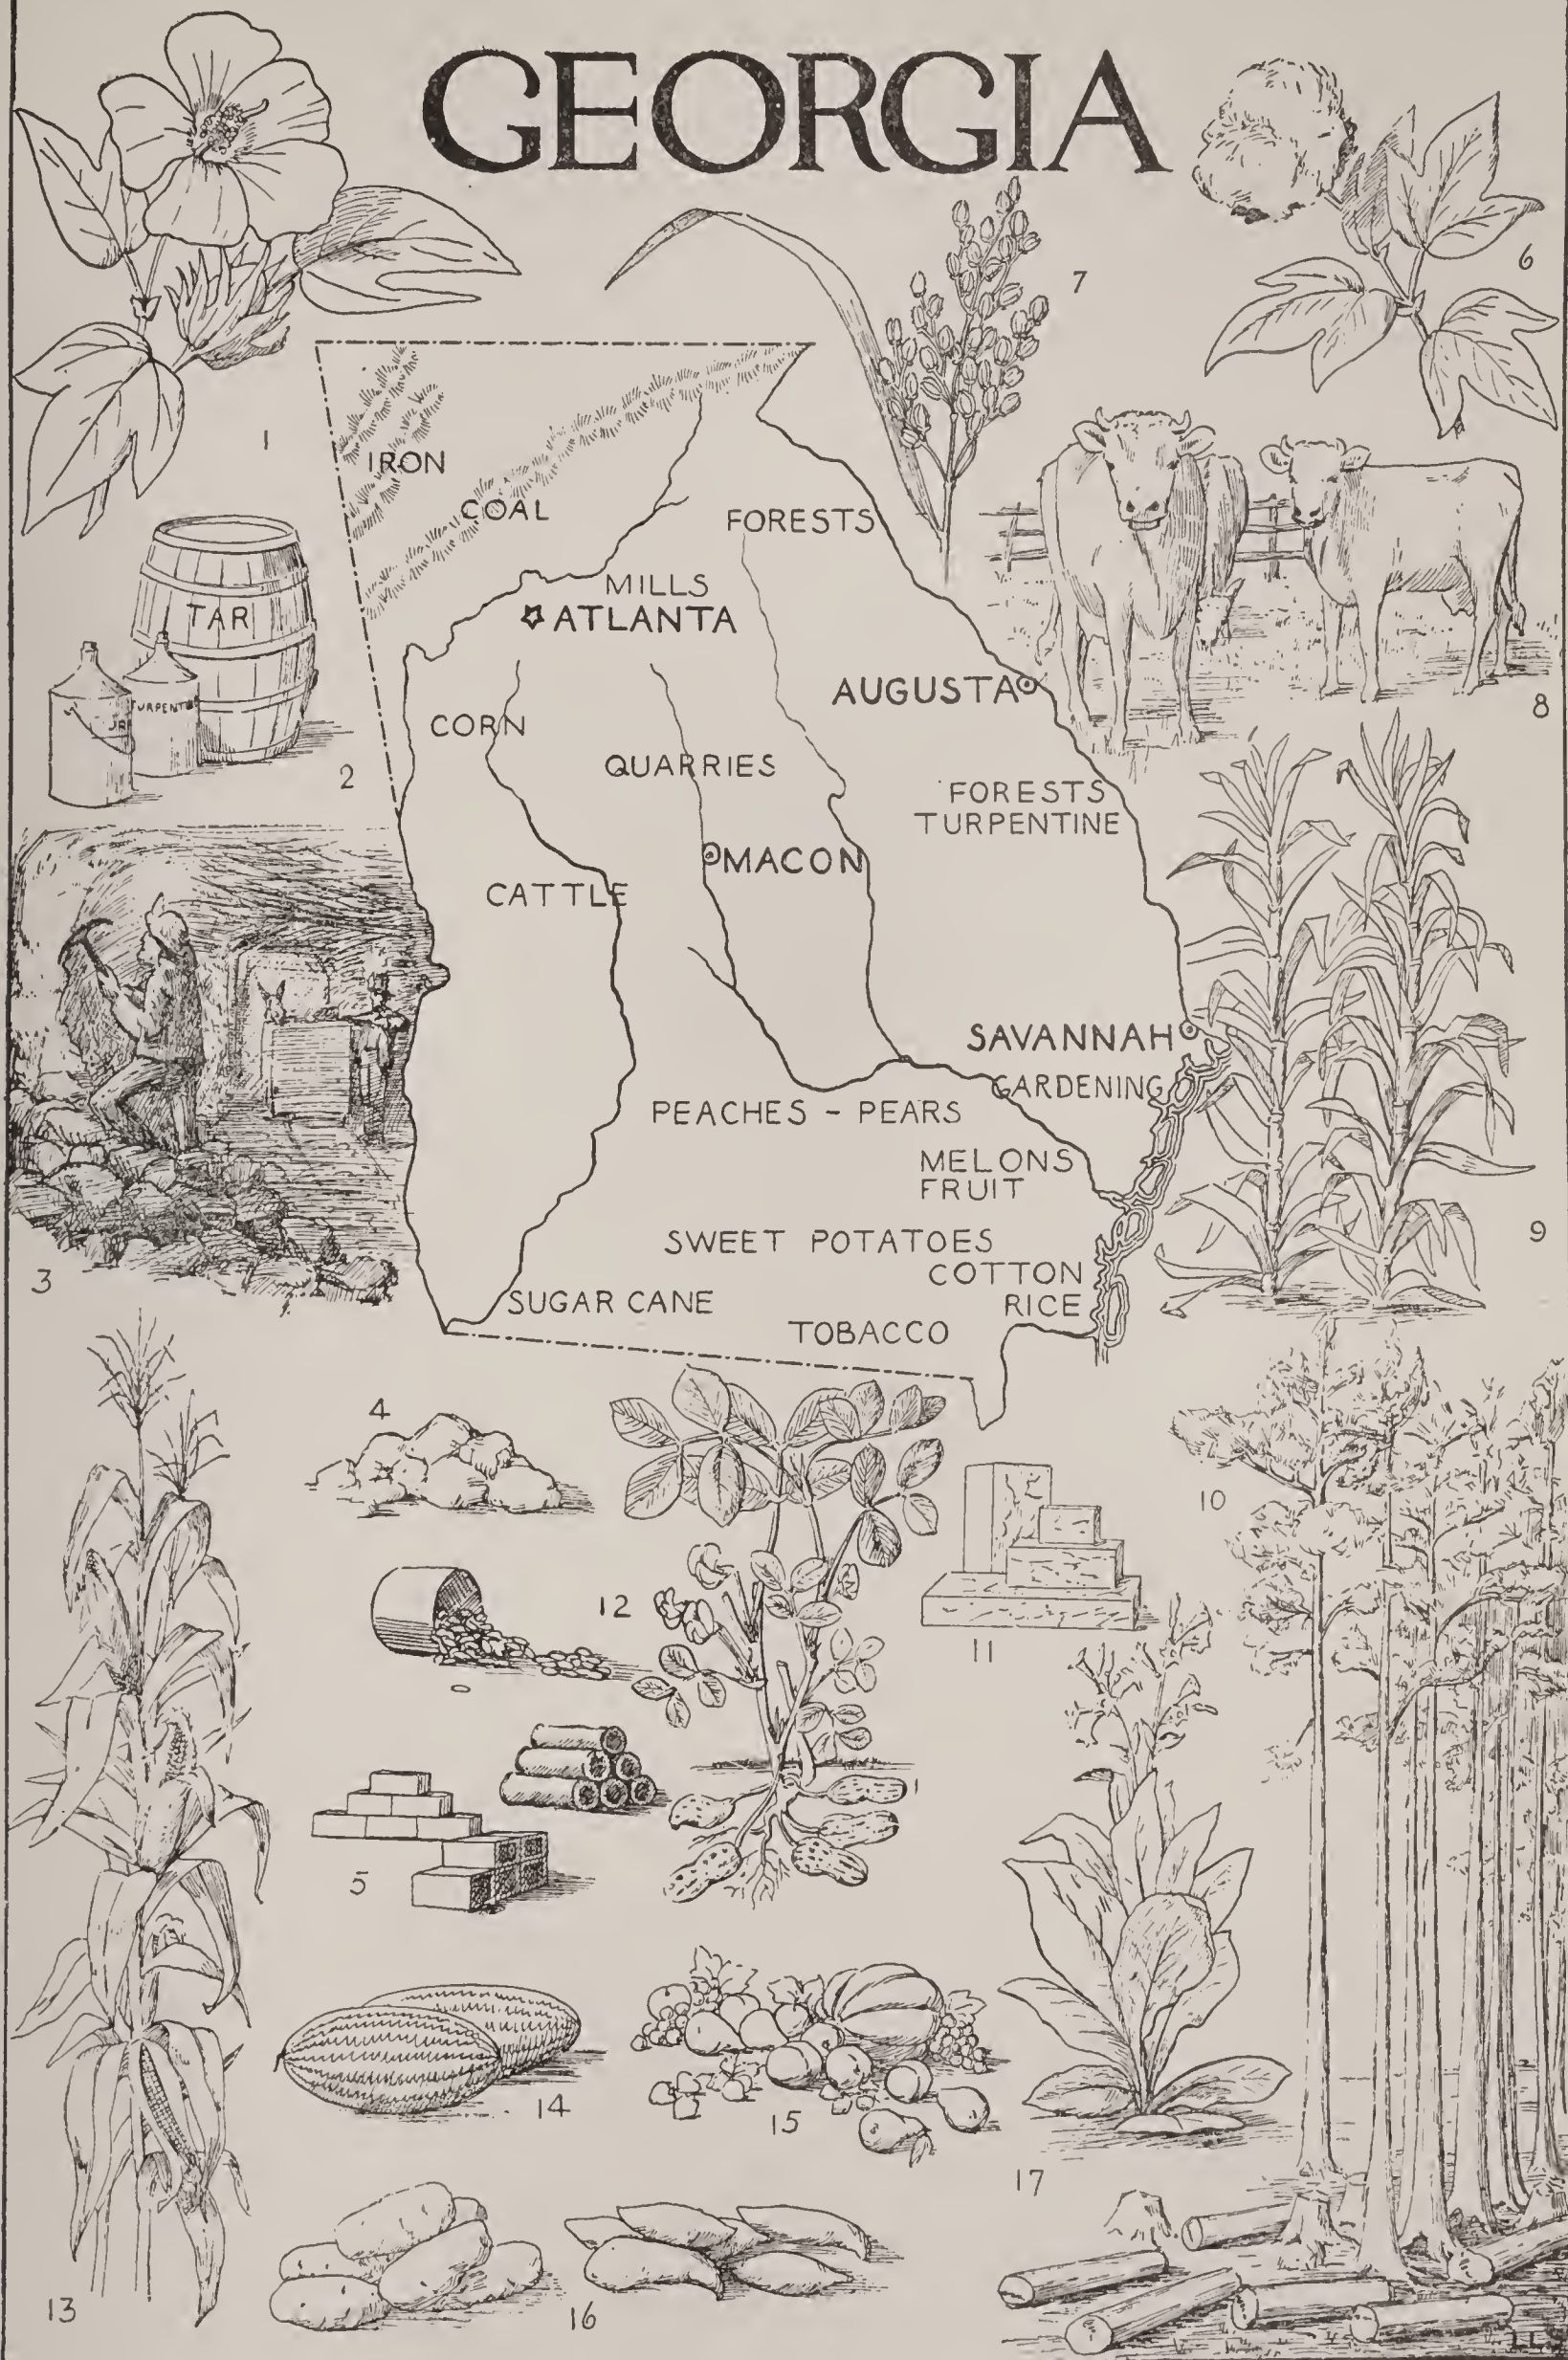 GEORGIA
7
6
1
IRON
COAL
FORESTS
MILLS
ATLANTA
TAR
TURPENT
AUGUSTA
8
CORN
2
QUARRIES
FORESTS
TURPENTINE
MACON
CATTLE
SAVANNAH
GARDENING
PEACHES - PEARS
MELONS
FRUIT
SWEET POTATOES
COTTON
9
3
SUGAR CANE
RICE
TOBACCO
4
10
12
11
5
14
15
17
13
16